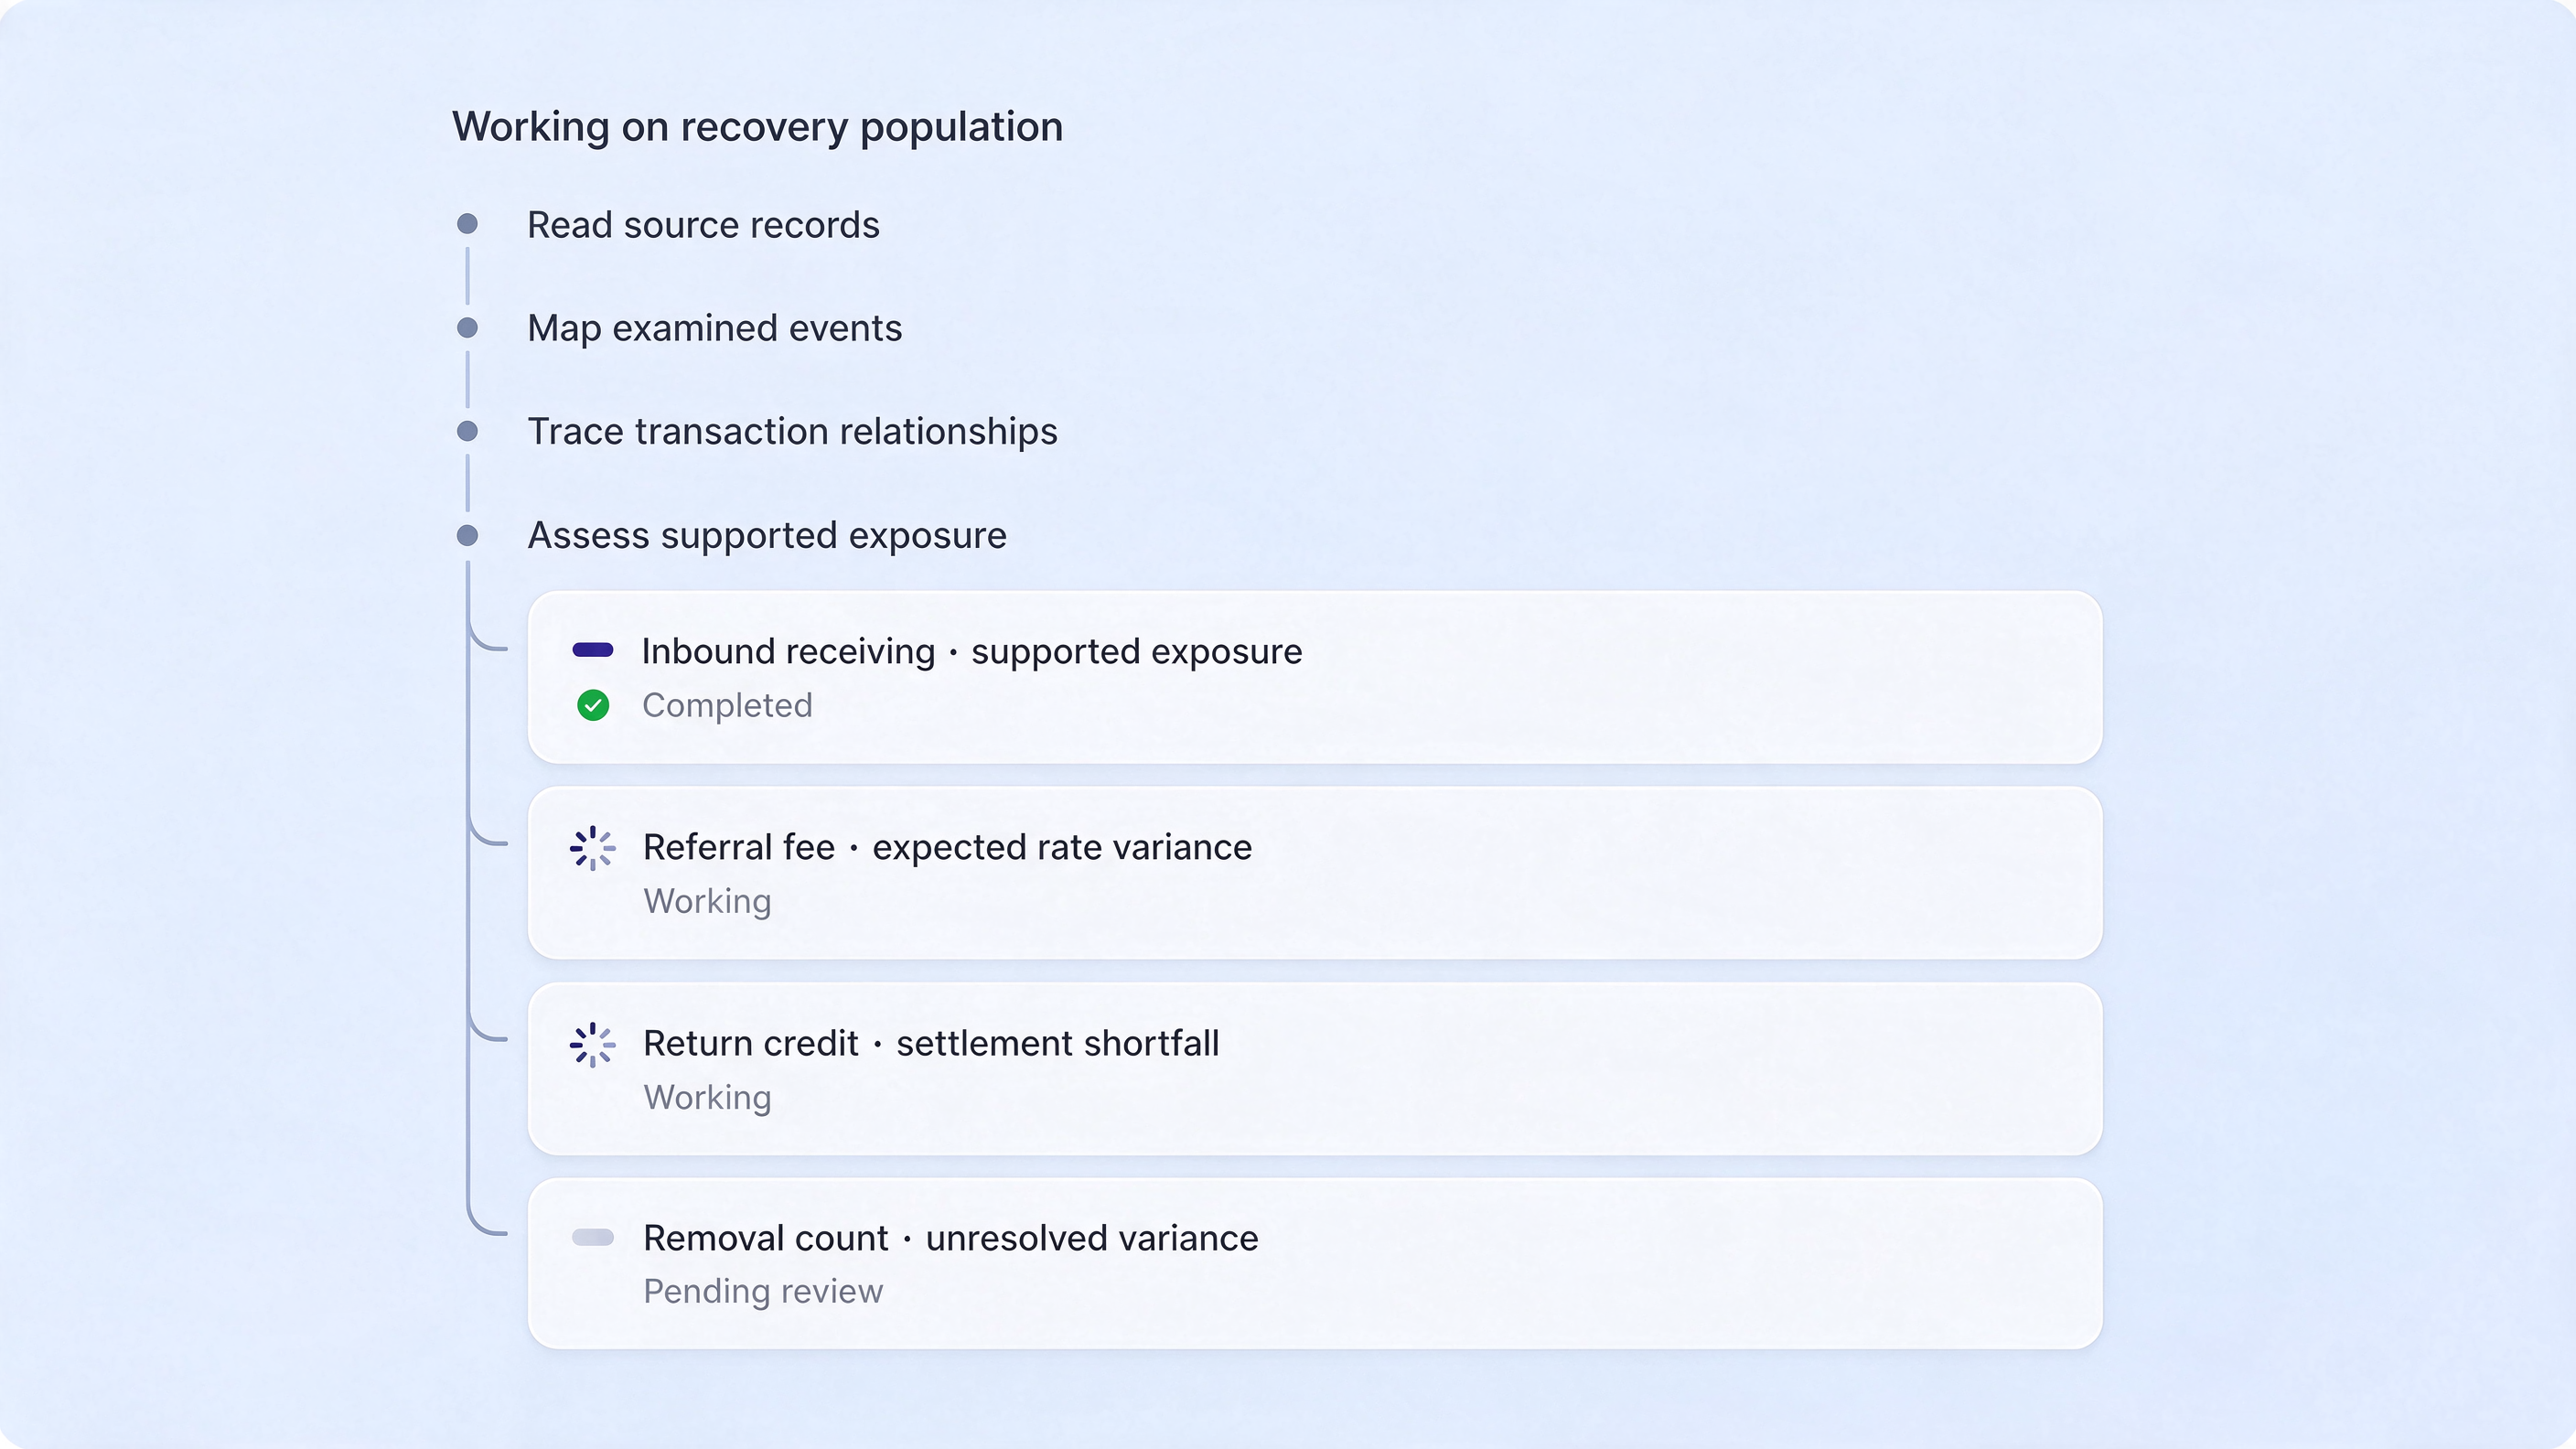 Working on recovery population
Read source records
Map examined events
Trace transaction relationships
Assess supported exposure
Inbound receiving · supported exposure
Completed
Referral fee · expected rate variance
Working
Return credit · settlement shortfall
Working
Removal count · unresolved variance
Pending review